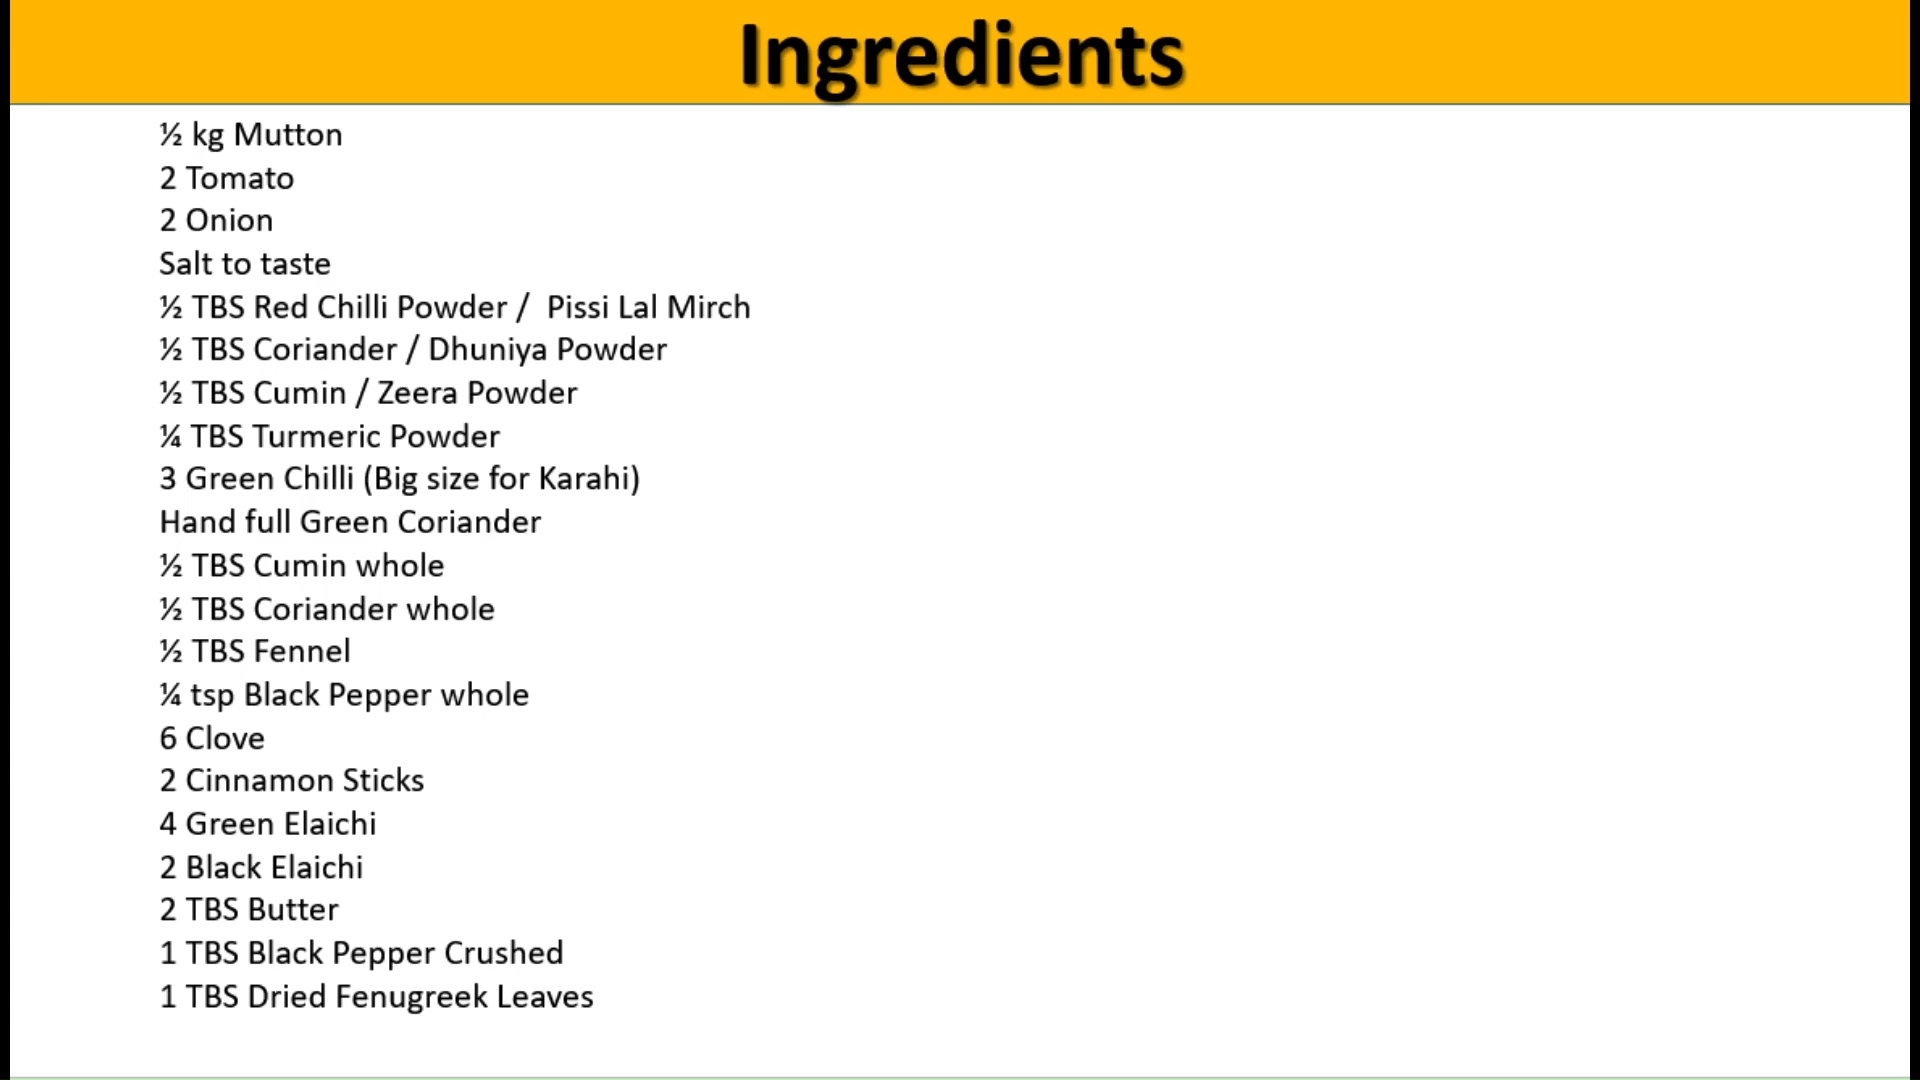 Ingredients
½ kg Mutton
2 Tomato
2 Onion
Salt to taste
½ TBS Red Chilli Powder /  Pissi Lal Mirch
½ TBS Coriander / Dhuniya Powder
½ TBS Cumin / Zeera Powder
¼ TBS Turmeric Powder
3 Green Chilli (Big size for Karahi)
Hand full Green Coriander
½ TBS Cumin whole
½ TBS Coriander whole
½ TBS Fennel
¼ tsp Black Pepper whole
6 Clove
2 Cinnamon Sticks
4 Green Elaichi
2 Black Elaichi
2 TBS Butter
1 TBS Black Pepper Crushed
1 TBS Dried Fenugreek Leaves